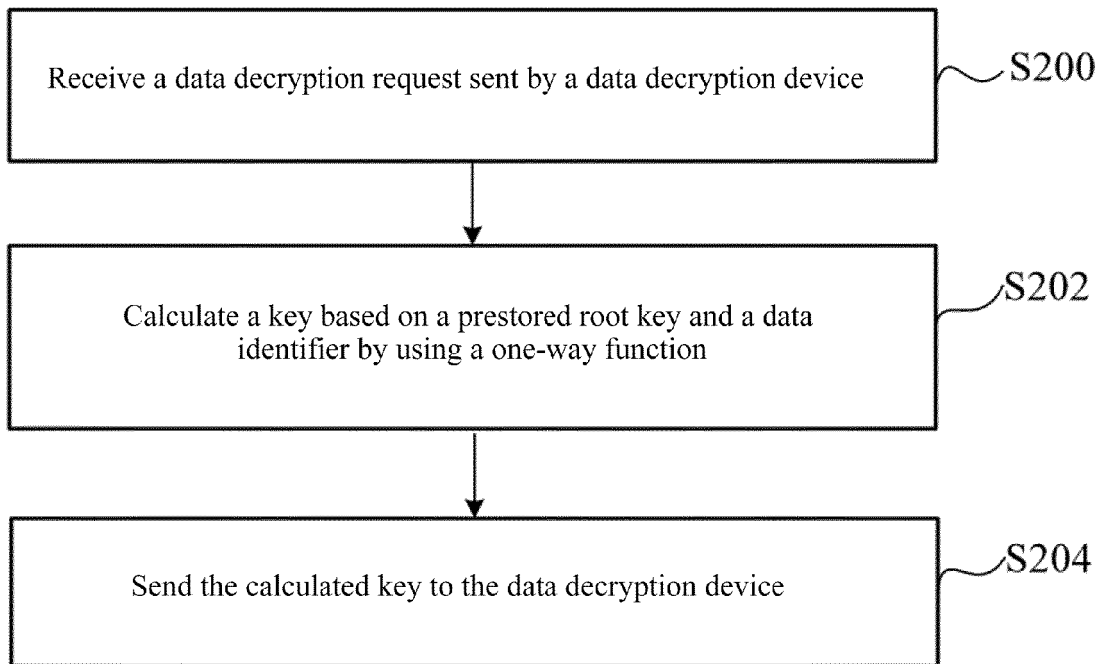 Receive a data decryption request sent by a data decryption device
S200
Calculate a key based on a prestored root key and a data
identifier by using a one-way function
S202
Send the calculated key to the data decryption device
S204